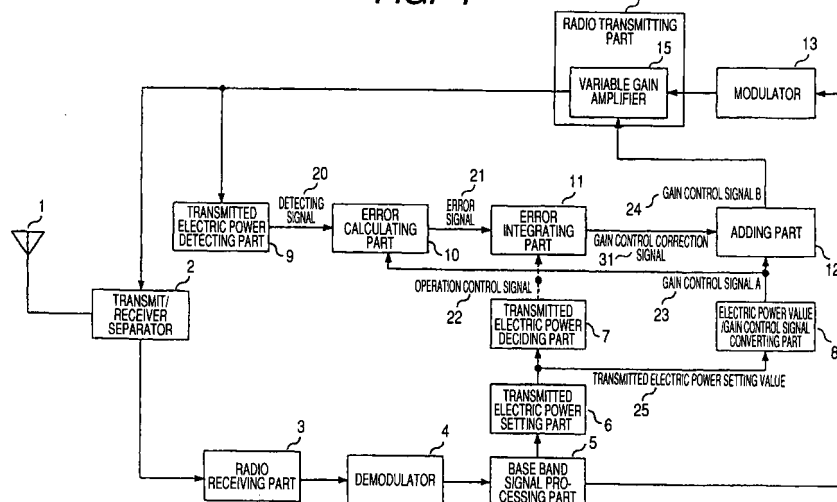 FIG. 1
RADIO TRANSMITTING
PART
15
VARIABLE GAIN
AMPLIFIER
13
MODULATOR
20
DETECTING
SIGNAL
21
ERROR
SIGNAL
11
24
GAIN CONTROL SIGNAL B
1
TRANSMITTED
ELECTRIC POWER
DETECTING PART
9
ERROR
CALCULATING
PART
10
ERROR
INTEGRATING
PART
GAIN CONTROL CORRECTION
SIGNAL
31
ADDING PART
12
2
TRANSMIT/
RECEIVER
SEPARATOR
OPERATION CONTROL SIGNAL
22
GAIN CONTROL SIGNAL A
23
TRANSMITTED
ELECTRIC POWER
DECIDING PART
7
ELECTRIC POWER VALUE
/GAIN CONTROL SIGNAL
CONVERTING PART
8
TRANSMITTED ELECTRIC POWER SETTING VALUE
25
TRANSMITTED
ELECTRIC POWER
SETTING PART
6
3
RADIO
RECEIVING PART
4
DEMODULATOR
5
BASE BAND
SIGNAL PRO-
CESSING PART